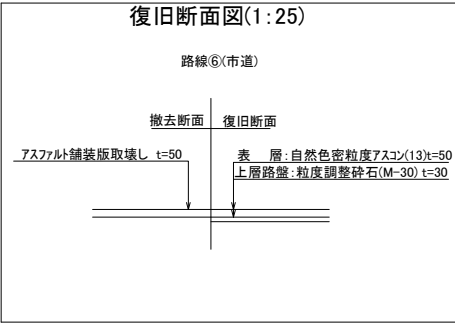 復旧断面図(1:25)
路線⑥(市道)
撤去断面 復旧断面
アスファルト舗装版取壊し t=50
表 層:自然色密粒度アスコン(13)t=50
上層路盤:粒度調整砕石(M-30) t=30